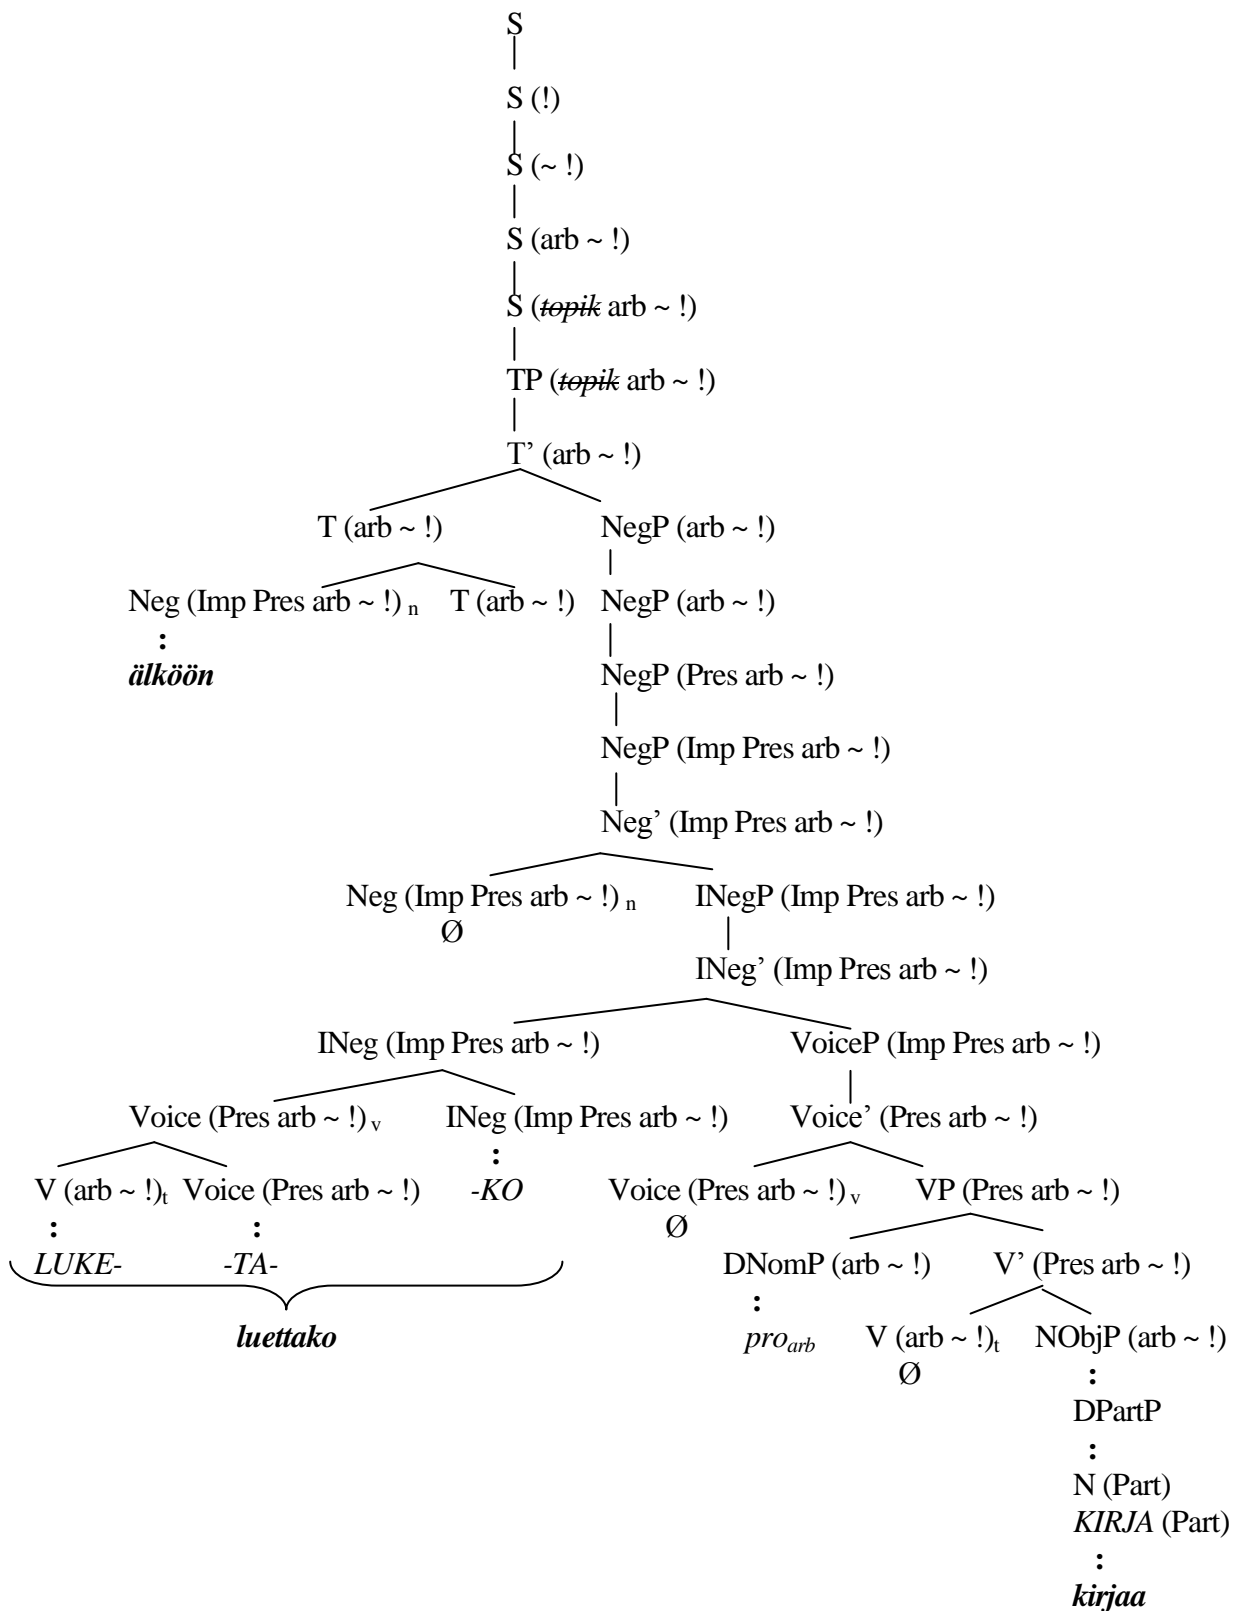 S
S (!)
S (~ !)
S (arb ~ !)
S (topik arb ~ !)
TP (topik arb ~ !)
T’ (arb ~ !)
T (arb ~ !) NegP (arb ~ !)
Neg (Imp Pres arb ~ !) n T (arb ~ !) NegP (arb ~ !)
:
älköön NegP (Pres arb ~ !)
NegP (Imp Pres arb ~ !)
Neg’ (Imp Pres arb ~ !)
Neg (Imp Pres arb ~ !) n INegP (Imp Pres arb ~ !)
Ø
INeg’ (Imp Pres arb ~ !)
INeg (Imp Pres arb ~ !) VoiceP (Imp Pres arb ~ !)
Voice (Pres arb ~ !) v INeg (Imp Pres arb ~ !) Voice’ (Pres arb ~ !)
:
V (arb ~ !)t Voice (Pres arb ~ !) -KO Voice (Pres arb ~ !) v VP (Pres arb ~ !)
: : Ø
LUKE- -TA- DNomP (arb ~ !) V’ (Pres arb ~ !)
:
luettako proarb V (arb ~ !)t NObjP (arb ~ !)
Ø :
DPartP
:
N (Part)
KIRJA (Part)
:
kirjaa